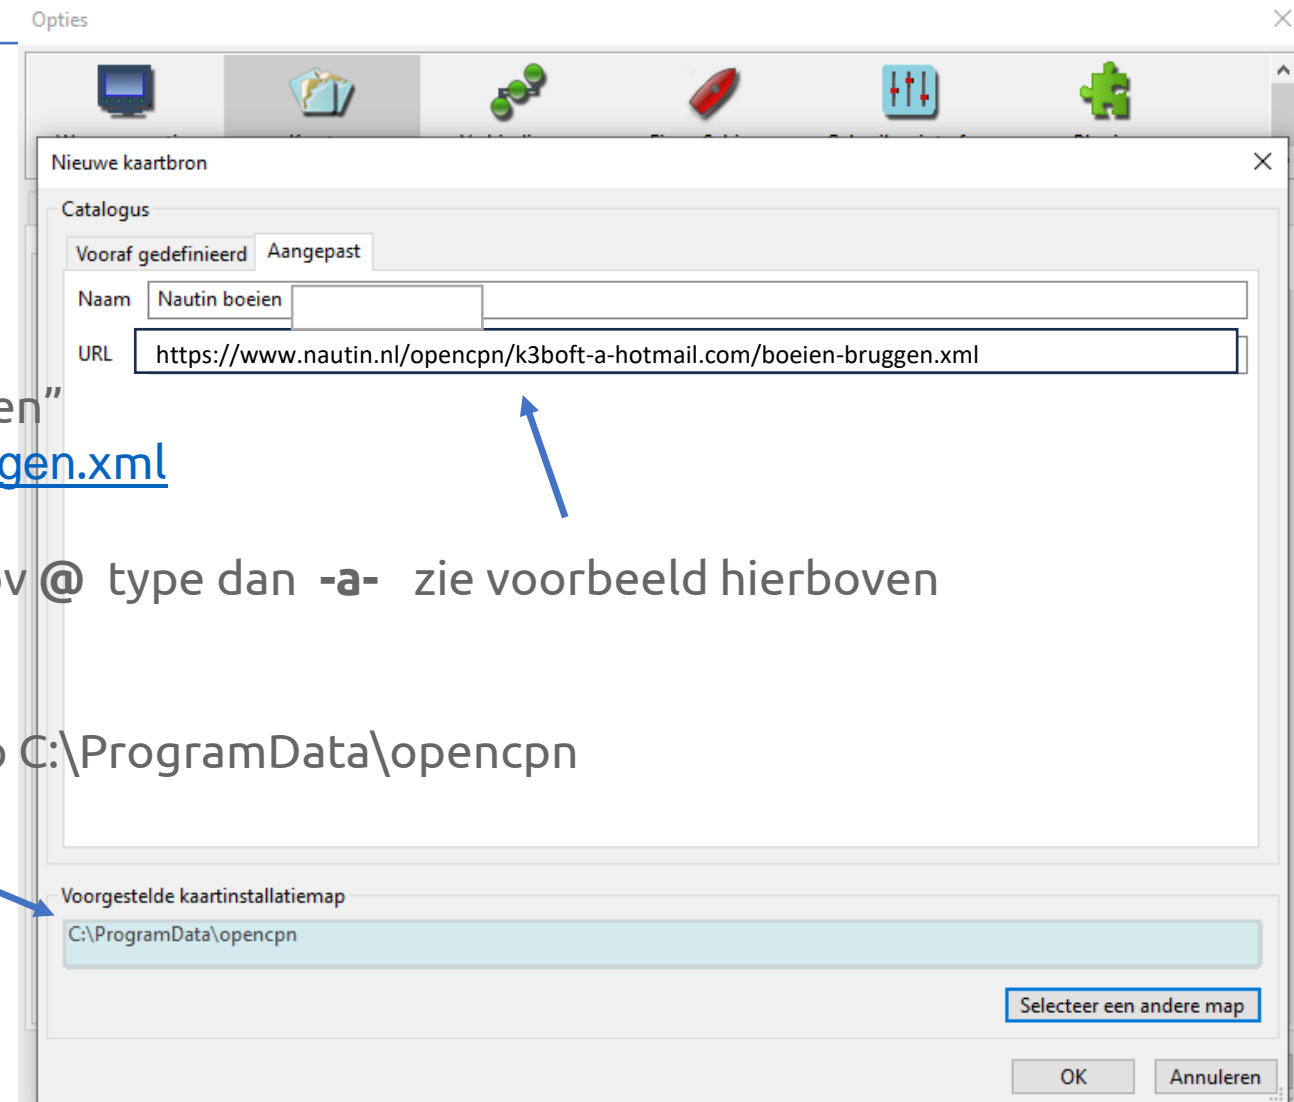 Opties
Nieuwe kaartbron
Catalogus
Vooraf gedefinieerd Aangepast
Naam Nautin boeien
URL https://www.nautin.nl/opencpn/k3boft-a-hotmail.com/boeien-bruggen.xml
en”
gen.xml
ov @ type dan -a- zie voorbeeld hierboven
C:\ProgramData\opencpn
Voorgestelde kaartinstallatiemap
C:\ProgramData\opencpn
Selecteer een andere map
OK Annuleren